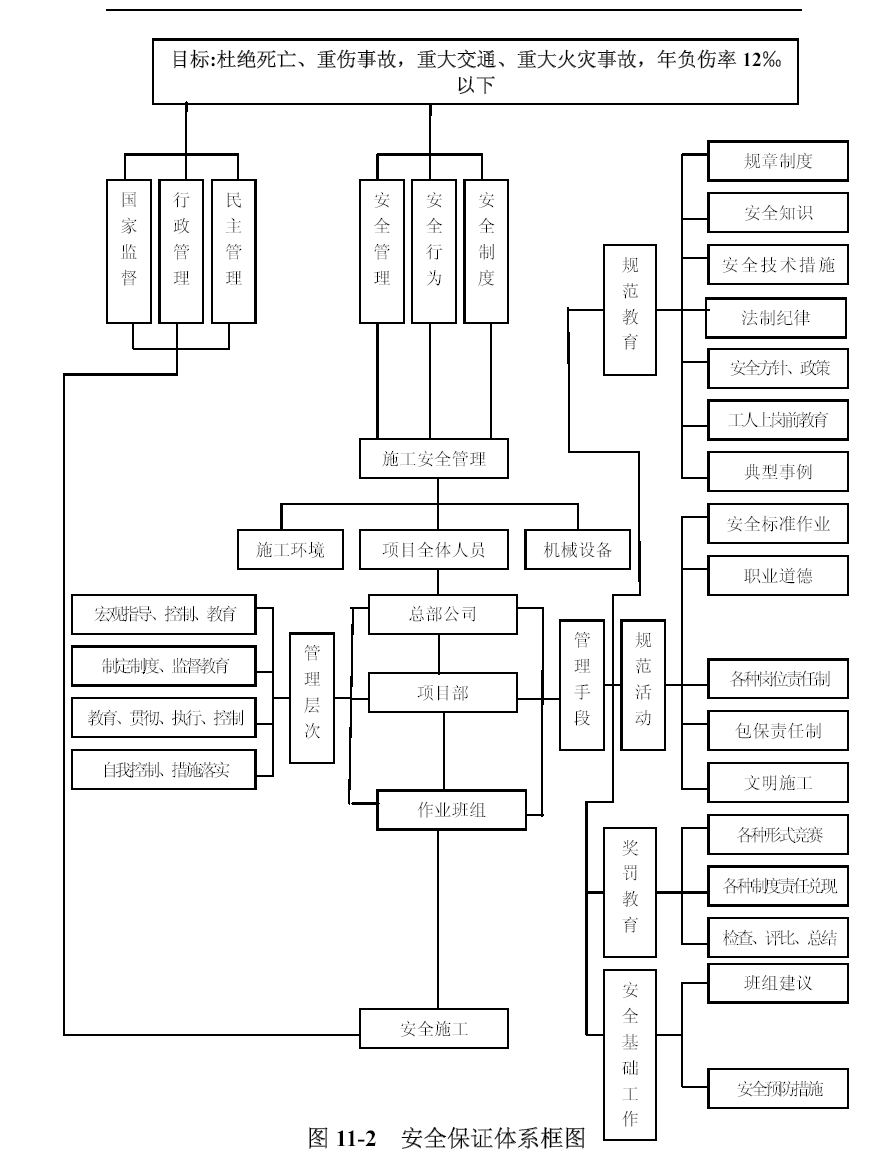 目标:杜绝死亡、重伤事故，重大交通、重大火灾事故，年负伤率 12‰
以下
国家监督
行政管理
民主管理
安全管理
安全行为
安全制度
施工安全管理
施工环境
项目全体人员
机械设备
总部公司
项目部
作业班组
安全施工
宏观指导、控制、教育
制定制度、监督教育
教育、贯彻、执行、控制
自我控制、措施落实
管理层次
管理手段
规范教育
规章制度
安全知识
安全技术措施
法制纪律
安全方针、政策
工人上岗前教育
典型事例
规范活动
安全标准作业
职业道德
各种岗位责任制
包保责任制
文明施工
奖罚教育
各种形式竞赛
各种制度责任兑现
检查、评比、总结
安全基础工作
班组建议
安全预防措施
图 11-2 安全保证体系框图